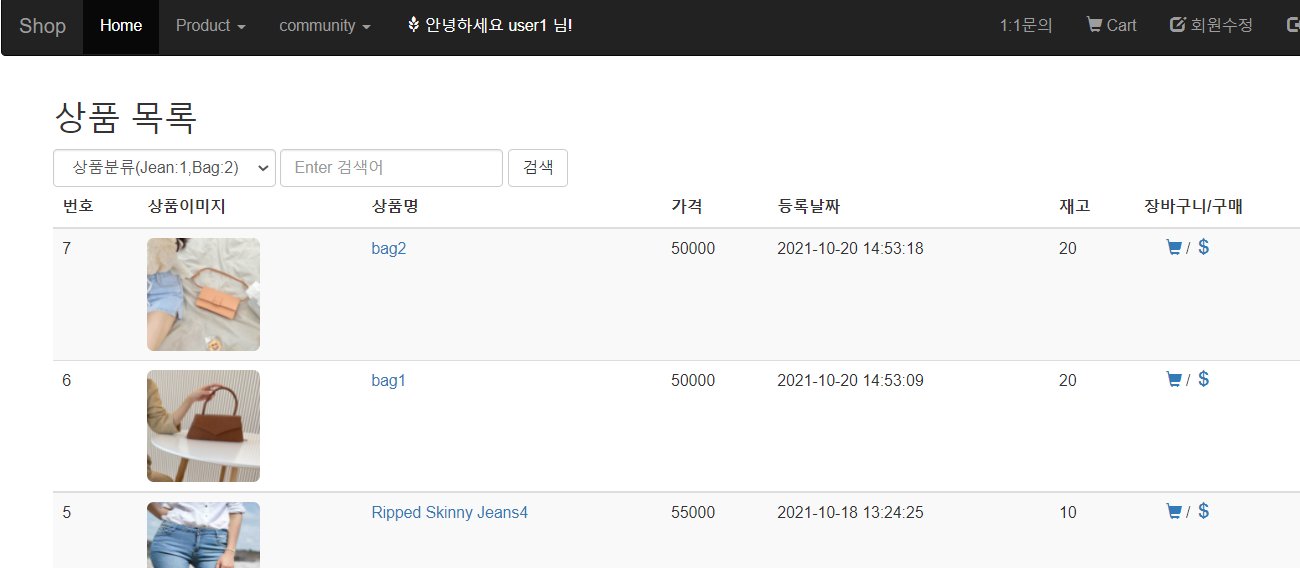 Shop Home Product community 안녕하세요 user1 님! 1:1문의 Cart 회원수정
상품 목록
상품분류(Jean:1,Bag:2) Enter 검색어 검색
번호 상품이미지 상품명 가격 등록날짜 재고 장바구니/구매
7 bag2 50000 2021-10-20 14:53:18 20 / $
6 bag1 50000 2021-10-20 14:53:09 20 / $
5 Ripped Skinny Jeans4 55000 2021-10-18 13:24:25 10 / $